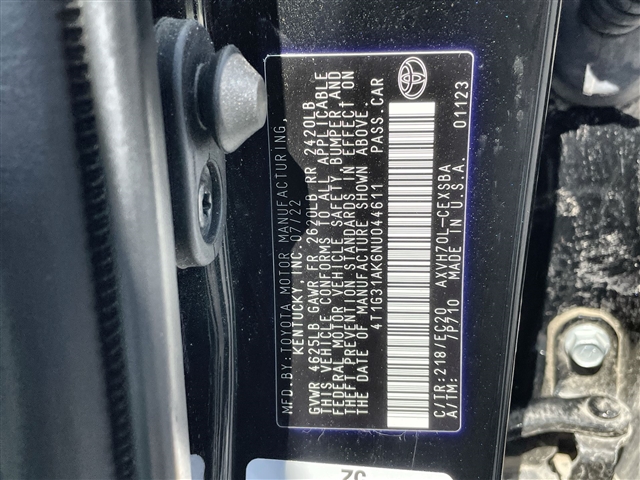 MFD.BY:TOYOTA MOTOR MANUFACTURING,
KENTUCKY,INC. 07/22
GVWR 4625LB GAWR FR 2620LB RR 2420LB
THIS VEHICLE CONFORMS TO ALL APPLICABLE
FEDERAL MOTOR VEHICLE SAFETY, BUMPER, AND
THEFT PREVENTION STANDARDS IN EFFECT ON
THE DATE OF MANUFACTURE SHOWN ABOVE.
4T1G31AK6NU044611 PASS.CAR
C/TR:218/EC20 AXVH70L-CEXSBA
A/TM: 7P210 MADE IN U.S.A.
01123